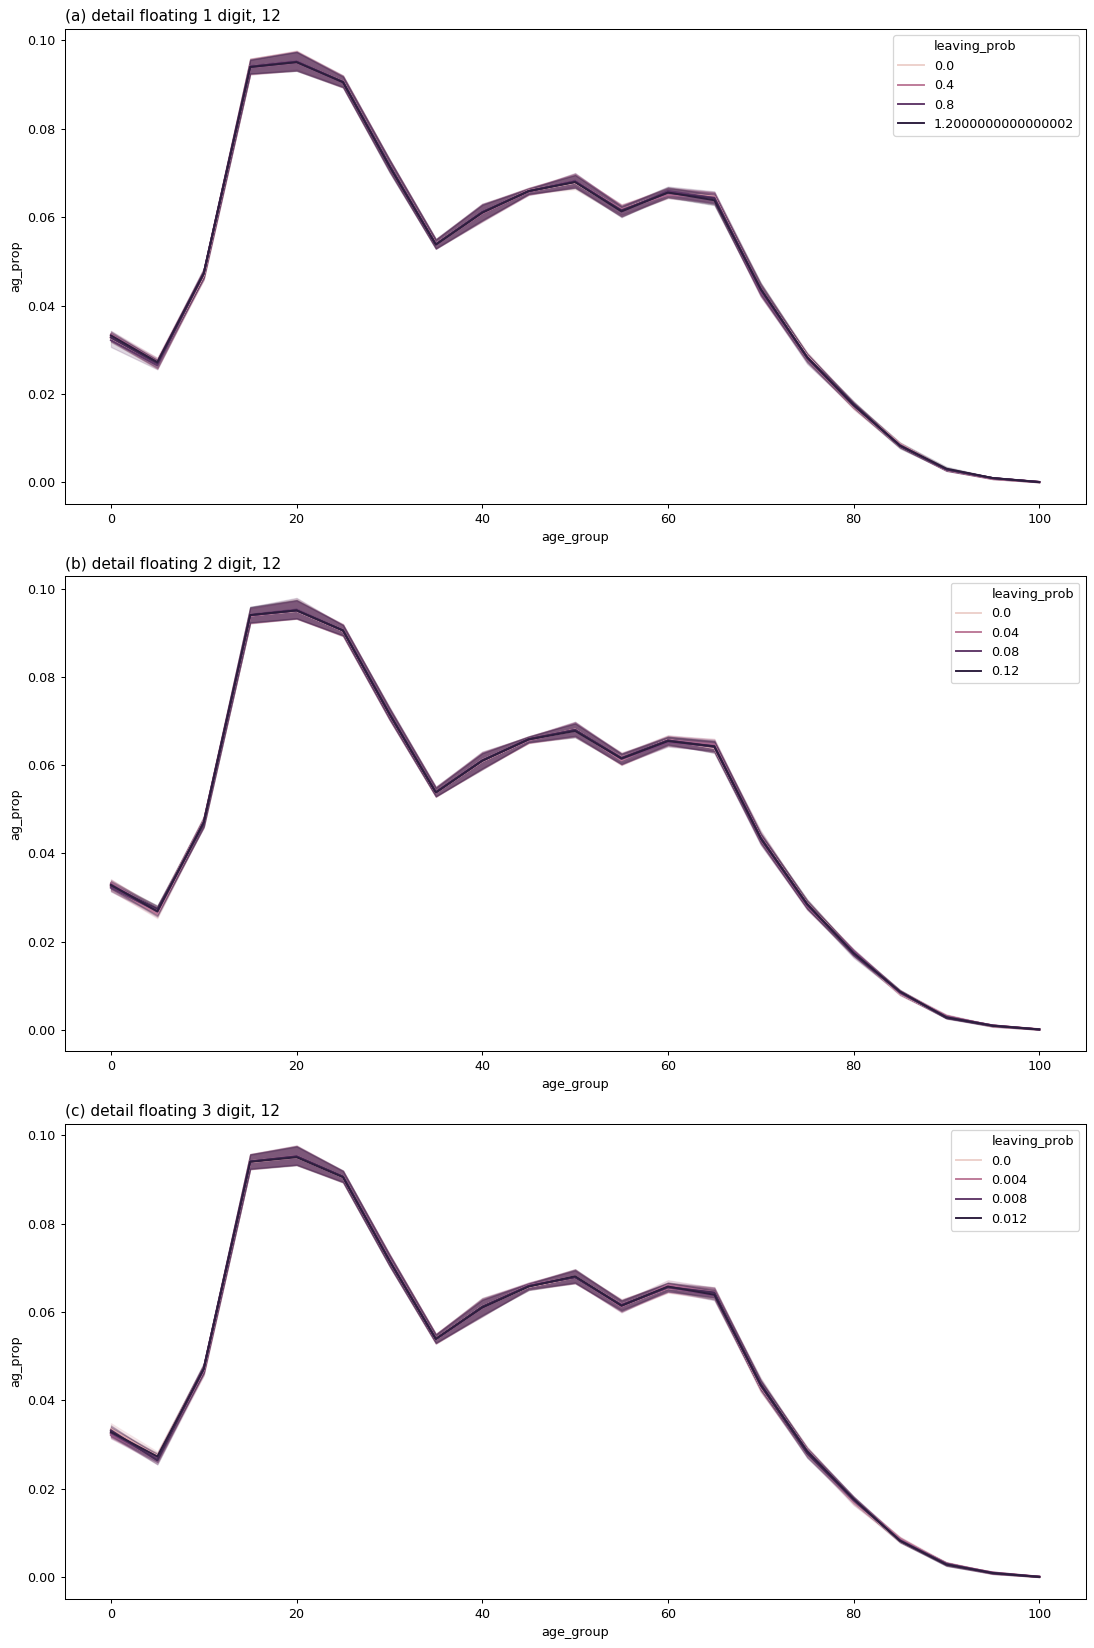 (a) detail floating 1 digit, 12
0.10
0.08
0.06
0.04
0.02
0.00
ag_prop
leaving_prob
0.0
0.4
0.8
1.2000000000000002
0 20 40 60 80 100
age_group
(b) detail floating 2 digit, 12
0.10
0.08
0.06
0.04
0.02
0.00
ag_prop
leaving_prob
0.0
0.04
0.08
0.12
0 20 40 60 80 100
age_group
(c) detail floating 3 digit, 12
0.10
0.08
0.06
0.04
0.02
0.00
ag_prop
leaving_prob
0.0
0.004
0.008
0.012
0 20 40 60 80 100
age_group